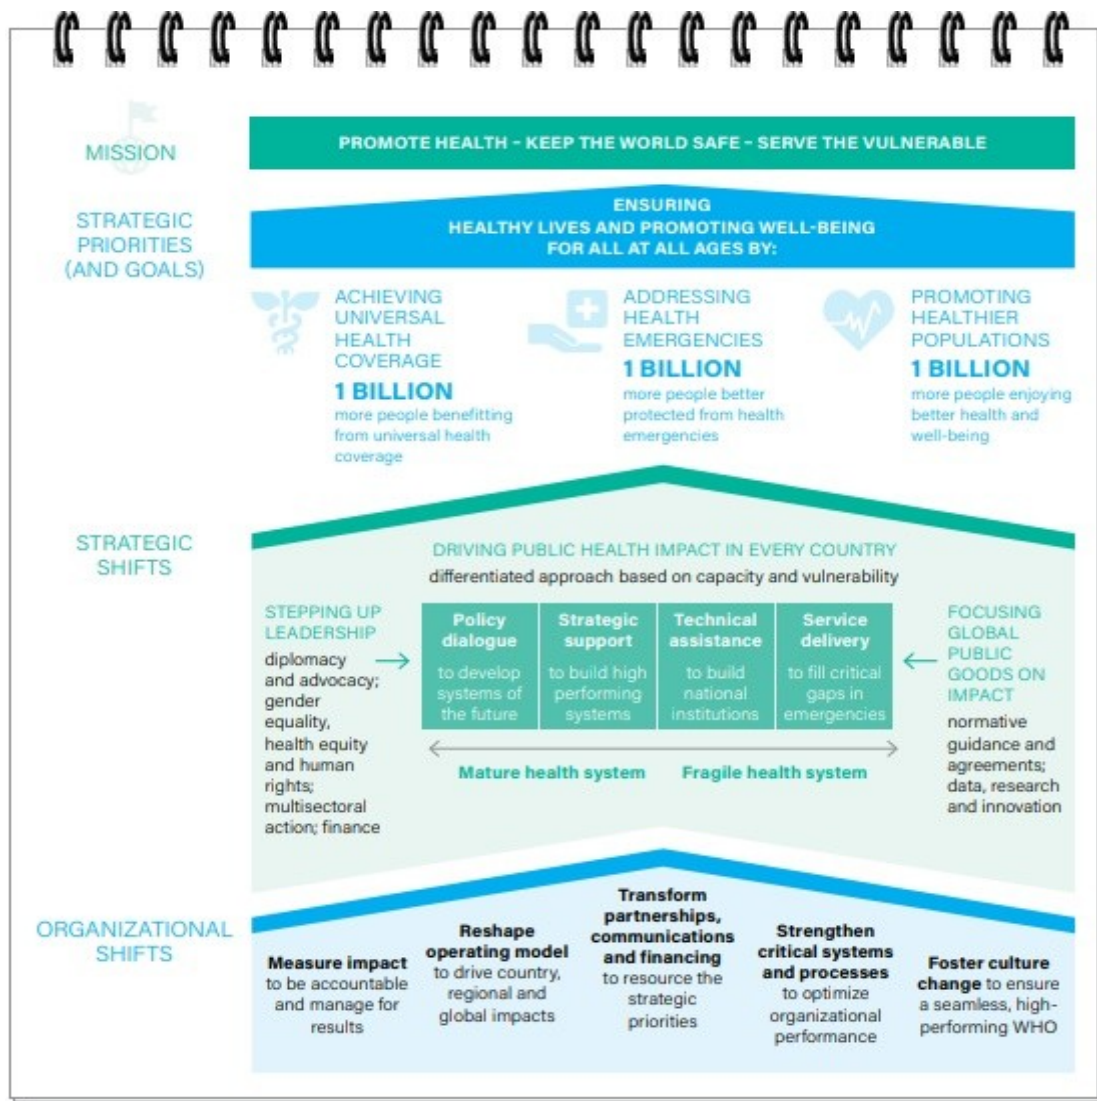 MISSION
PROMOTE HEALTH – KEEP THE WORLD SAFE – SERVE THE VULNERABLE
STRATEGIC
PRIORITIES
(AND GOALS)
ENSURING
HEALTHY LIVES AND PROMOTING WELL-BEING
FOR ALL AT ALL AGES BY:
ACHIEVING
UNIVERSAL
HEALTH
COVERAGE
1 BILLION
more people benefitting
from universal health
coverage
ADDRESSING
HEALTH
EMERGENCIES
1 BILLION
more people better
protected from health
emergencies
PROMOTING
HEALTHIER
POPULATIONS
1 BILLION
more people enjoying
better health and
well-being
STRATEGIC
SHIFTS
DRIVING PUBLIC HEALTH IMPACT IN EVERY COUNTRY
differentiated approach based on capacity and vulnerability
STEPPING UP
LEADERSHIP
diplomacy
and advocacy;
gender
equality,
health equity
and human
rights;
multisectoral
action; finance
Policy
dialogue
to develop
systems of
the future
Strategic
support
to build high
performing
systems
Technical
assistance
to build
national
institutions
Service
delivery
to fill critical
gaps in
emergencies
Mature health system
Fragile health system
FOCUSING
GLOBAL
PUBLIC
GOODS ON
IMPACT
normative
guidance and
agreements;
data, research
and innovation
ORGANIZATIONAL
SHIFTS
Measure impact
to be accountable
and manage for
results
Reshape
operating model
to drive country,
regional and
global impacts
Transform
partnerships,
communications
and financing
to resource the
strategic
priorities
Strengthen
critical systems
and processes
to optimize
organizational
performance
Foster culture
change to ensure
a seamless, high-
performing WHO